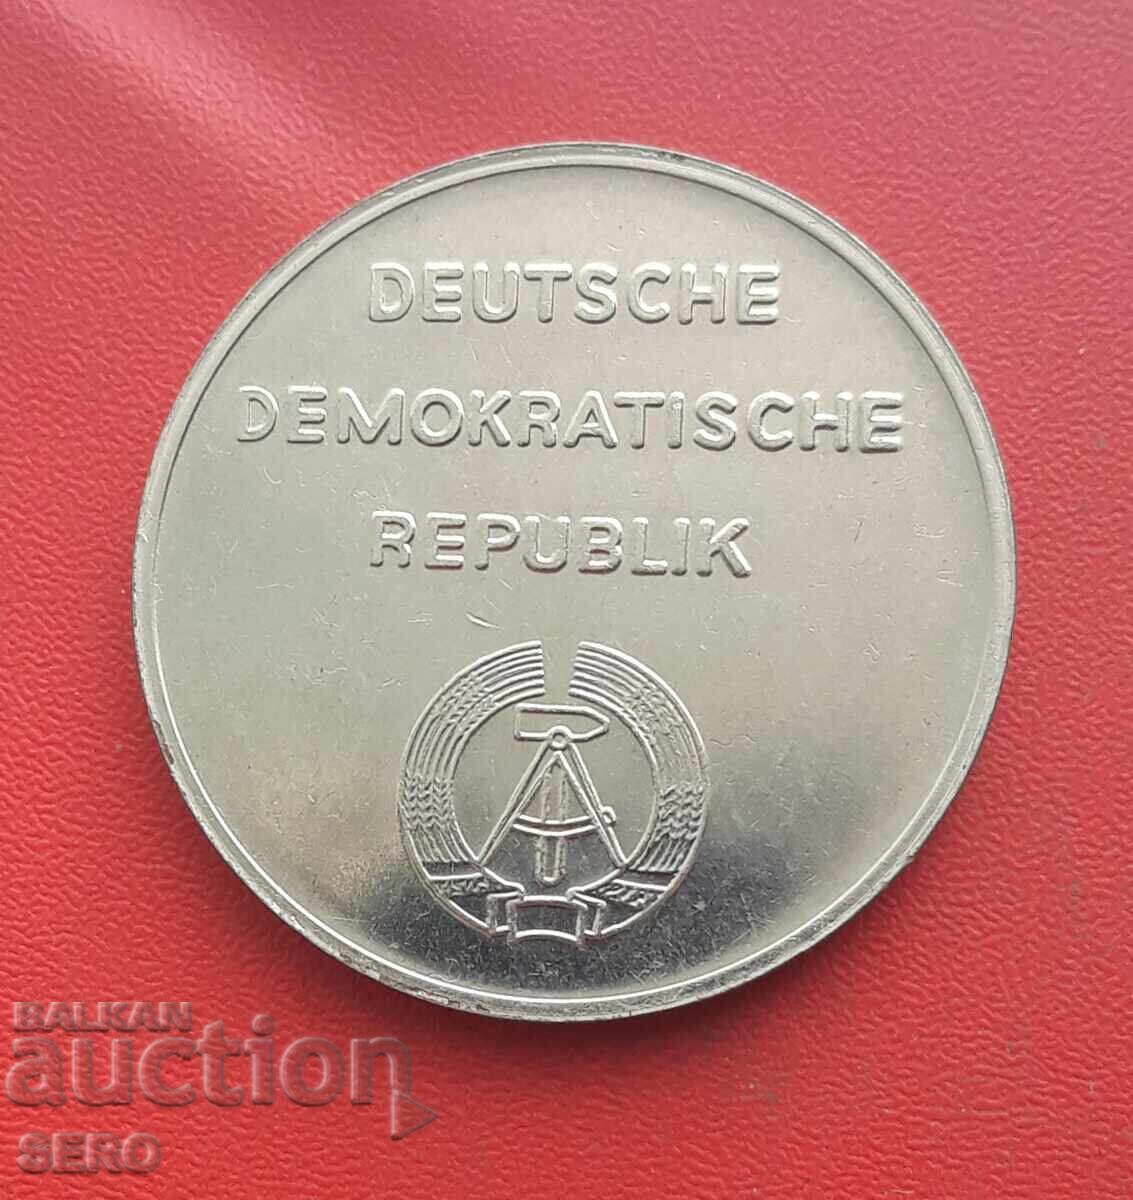 DEUTSCHE
DEMOKRATISCHE
REPUBLIK
BALKAN
auction
SERO